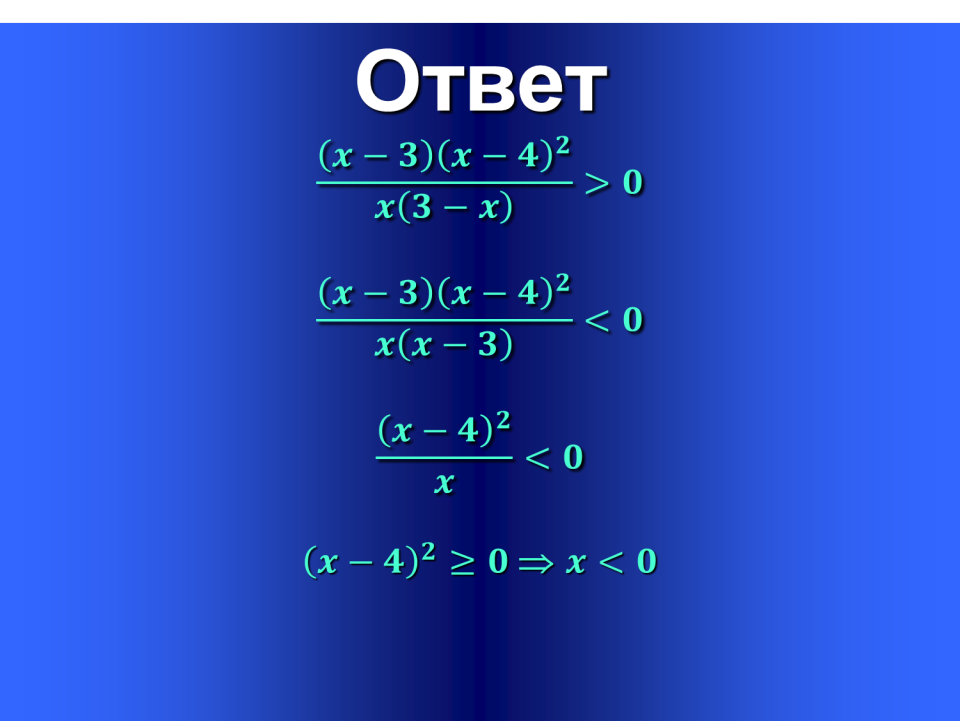 Ответ
(x − 3)(x − 4)²
x(3 − x)
> 0
(x − 3)(x − 4)²
x(x − 3)
< 0
(x − 4)²
x
< 0
(x − 4)² ≥ 0 ⇒ x < 0